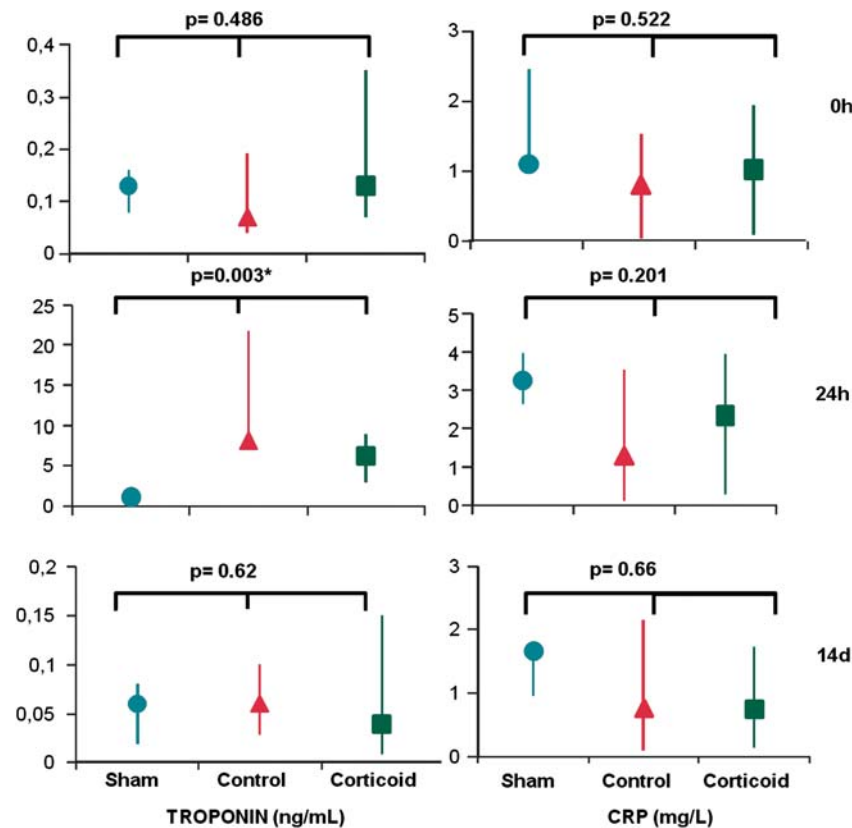 p= 0.486
0,4
0,3
0,2
0,1
0
p= 0.522
3
2
1
0
0h
p=0.003*
25
20
15
10
5
0
p= 0.201
5
4
3
2
1
0
24h
p= 0.62
0,2
0,15
0,1
0,05
0
Sham Control Corticoid
TROPONIN (ng/mL)
p= 0.66
3
2
1
0
14d
Sham Control Corticoid
CRP (mg/L)